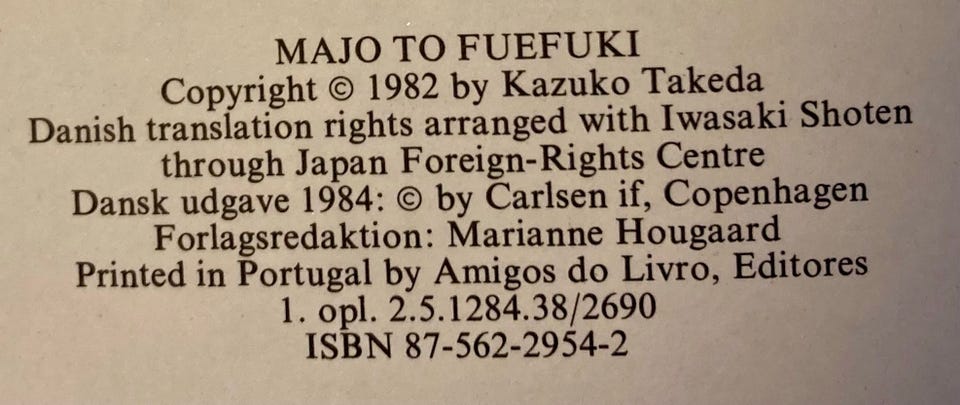 MAJO TO FUEFUKI
Copyright © 1982 by Kazuko Takeda
Danish translation rights arranged with Iwasaki Shoten
through Japan Foreign-Rights Centre
Dansk udgave 1984: © by Carlsen if, Copenhagen
Forlagsredaktion: Marianne Hougaard
Printed in Portugal by Amigos do Livro, Editores
1. opl. 2.5.1284.38/2690
ISBN 87-562-2954-2